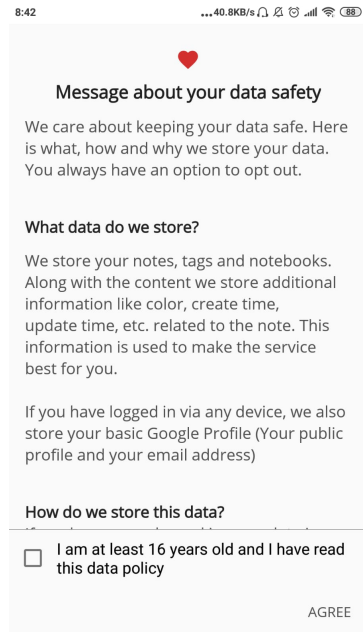 8:42
...40.8KB/s
88
Message about your data safety
We care about keeping your data safe. Here
is what, how and why we store your data.
You always have an option to opt out.
What data do we store?
We store your notes, tags and notebooks.
Along with the content we store additional
information like color, create time,
update time, etc. related to the note. This
information is used to make the service
best for you.
If you have logged in via any device, we also
store your basic Google Profile (Your public
profile and your email address)
How do we store this data?
I am at least 16 years old and I have read
this data policy
AGREE